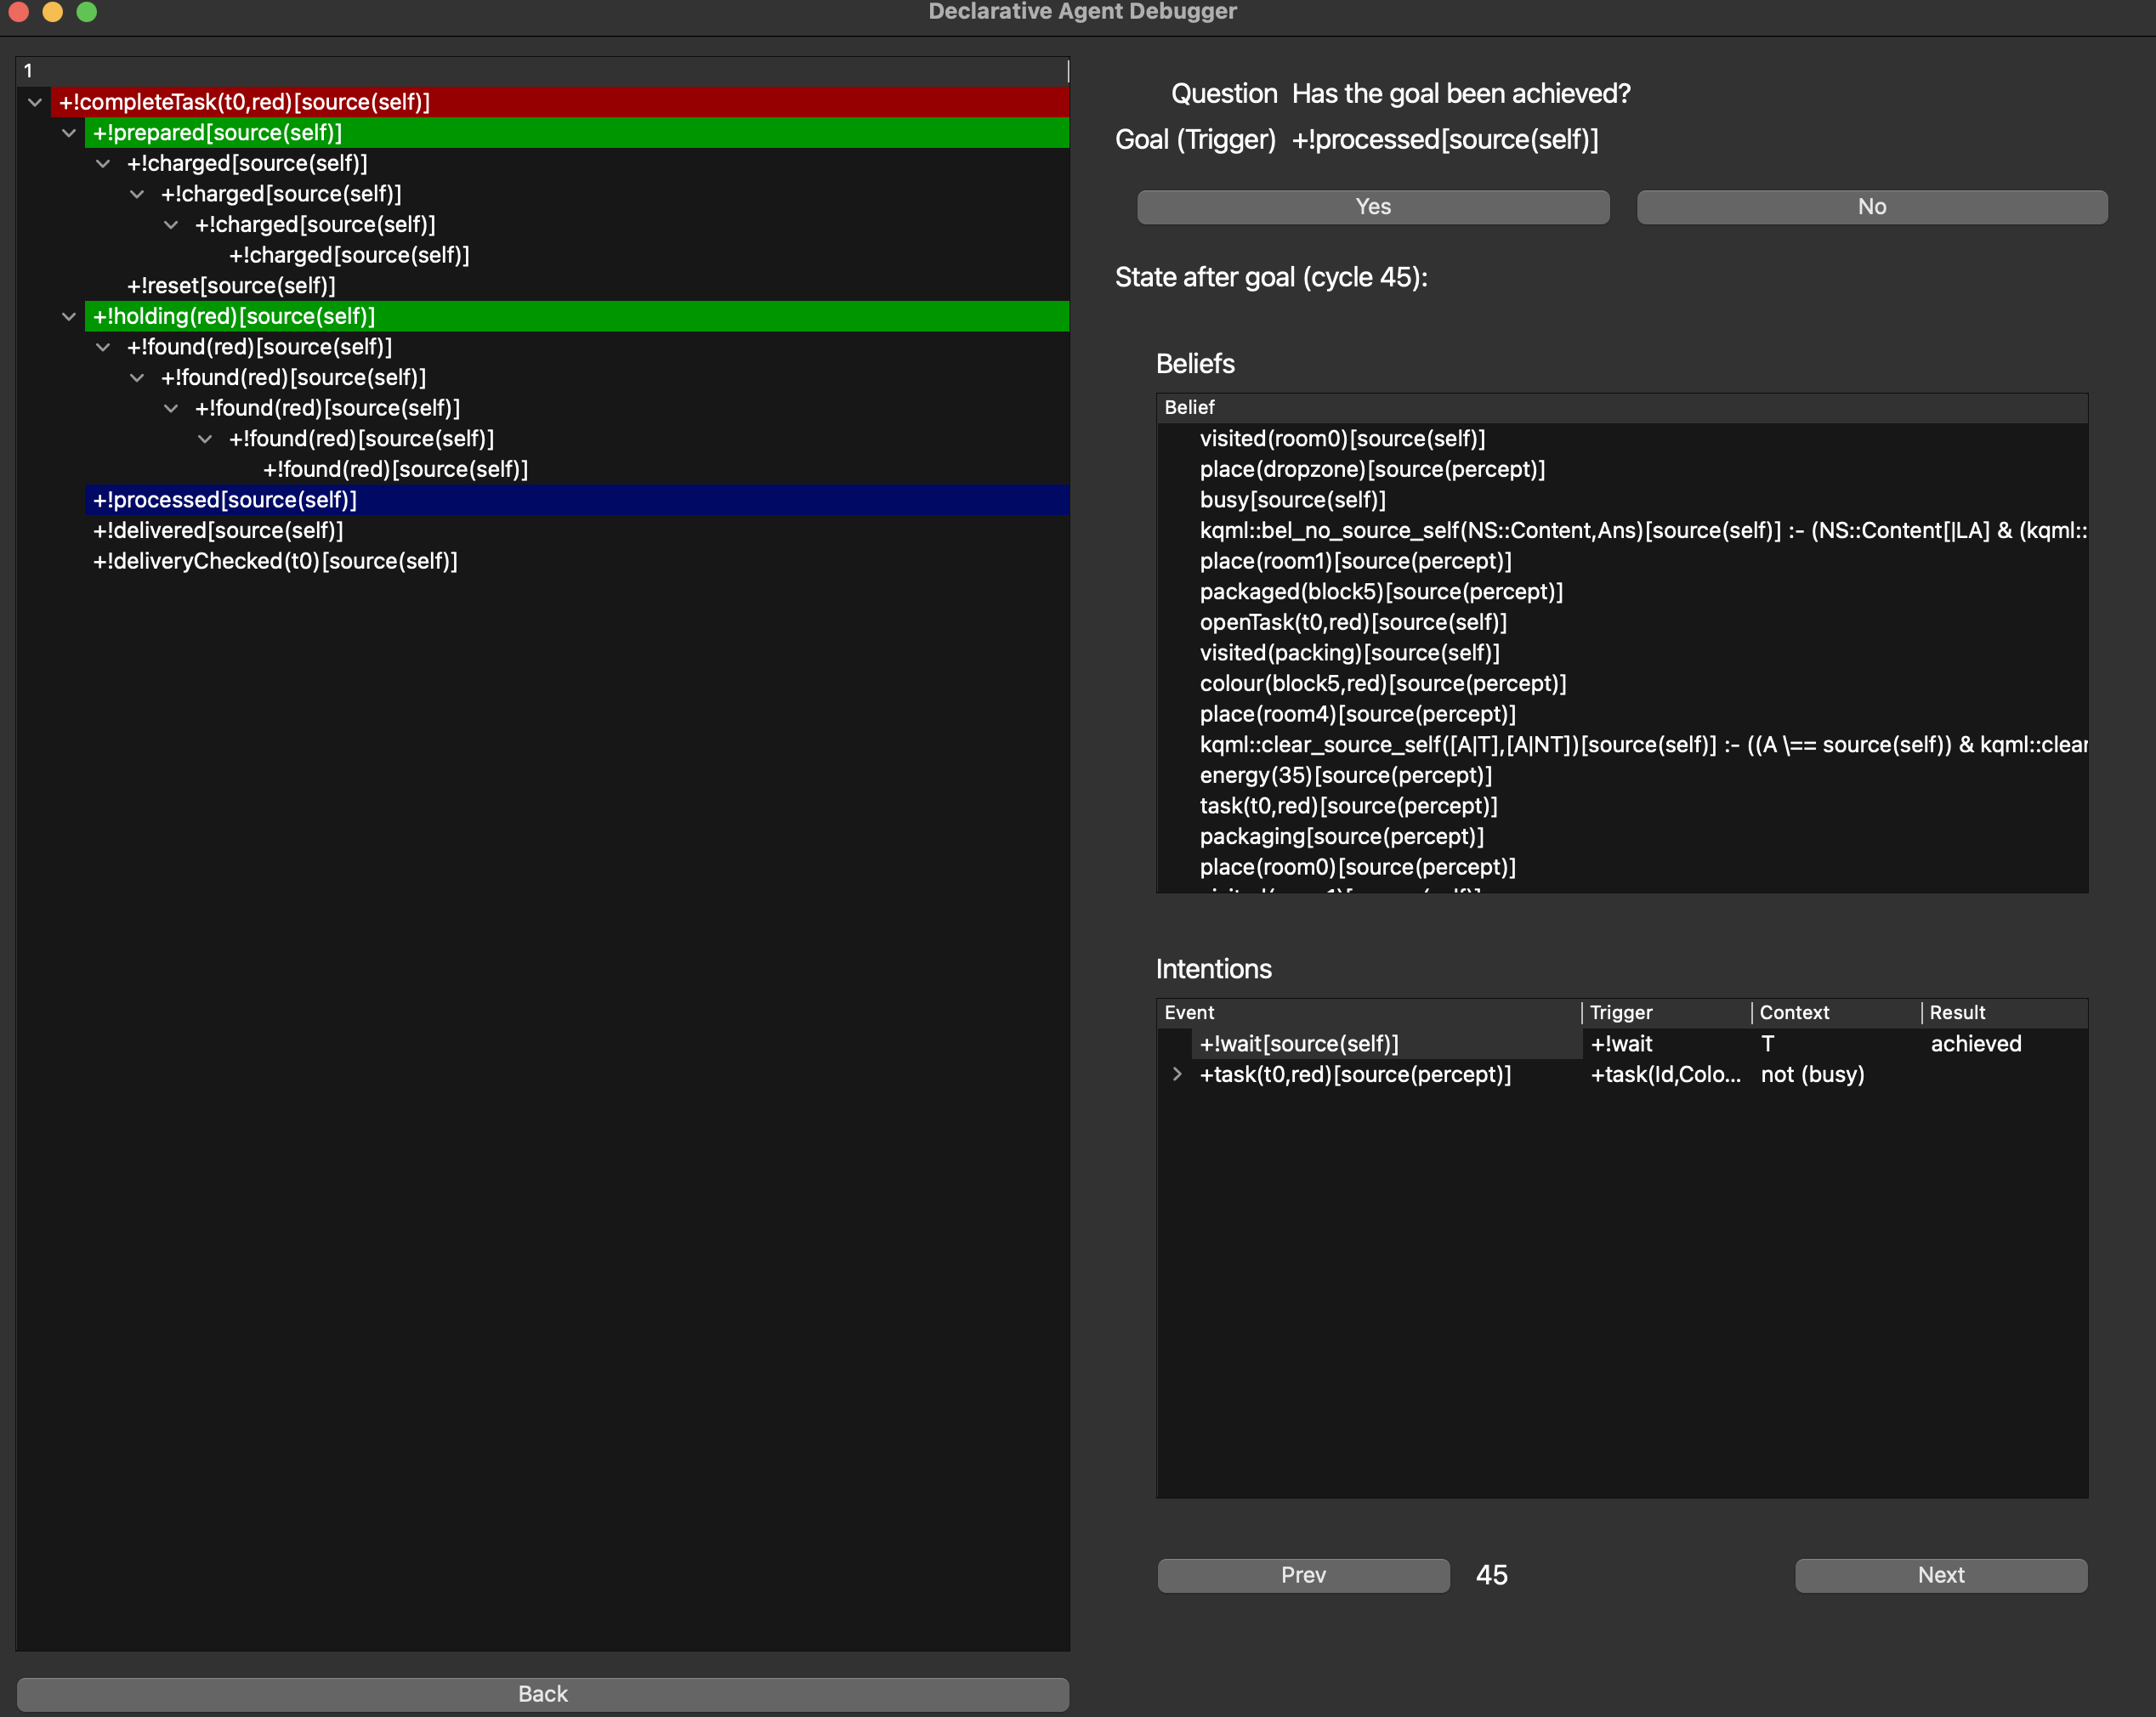 Declarative Agent Debugger
1
+!completeTask(t0,red)[source(self)]
+!prepared[source(self)]
+!charged[source(self)]
+!charged[source(self)]
+!charged[source(self)]
+!charged[source(self)]
+!reset[source(self)]
+!holding(red)[source(self)]
+!found(red)[source(self)]
+!found(red)[source(self)]
+!found(red)[source(self)]
+!found(red)[source(self)]
+!found(red)[source(self)]
+!processed[source(self)]
+!delivered[source(self)]
+!deliveryChecked(t0)[source(self)]
Back
Question Has the goal been achieved?
Goal (Trigger) +!processed[source(self)]
Yes No
State after goal (cycle 45):
Beliefs
Belief
visited(room0)[source(self)]
place(dropzone)[source(percept)]
busy[source(self)]
kqml::bel_no_source_self(NS::Content,Ans)[source(self)] :- (NS::Content[|LA] & (kqml::
place(room1)[source(percept)]
packaged(block5)[source(percept)]
openTask(t0,red)[source(self)]
visited(packing)[source(self)]
colour(block5,red)[source(percept)]
place(room4)[source(percept)]
kqml::clear_source_self([A|T],[A|NT])[source(self)] :- ((A \== source(self)) & kqml::clear
energy(35)[source(percept)]
task(t0,red)[source(percept)]
packaging[source(percept)]
place(room0)[source(percept)]
Intentions
Event Trigger Context Result
+!wait[source(self)] +!wait T achieved
+task(t0,red)[source(percept)] +task(Id,Colo... not (busy)
Prev 45 Next